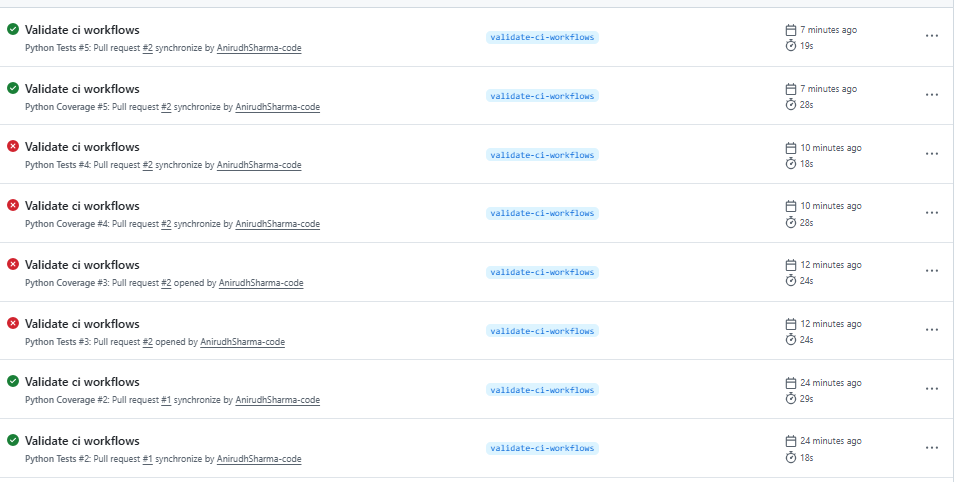 Validate ci workflows
Python Tests #5: Pull request #2 synchronize by AnirudhSharma-code
validate-ci-workflows
7 minutes ago
19s
Validate ci workflows
Python Coverage #5: Pull request #2 synchronize by AnirudhSharma-code
validate-ci-workflows
7 minutes ago
28s
Validate ci workflows
Python Tests #4: Pull request #2 synchronize by AnirudhSharma-code
validate-ci-workflows
10 minutes ago
18s
Validate ci workflows
Python Coverage #4: Pull request #2 synchronize by AnirudhSharma-code
validate-ci-workflows
10 minutes ago
28s
Validate ci workflows
Python Coverage #3: Pull request #2 opened by AnirudhSharma-code
validate-ci-workflows
12 minutes ago
24s
Validate ci workflows
Python Tests #3: Pull request #2 opened by AnirudhSharma-code
validate-ci-workflows
12 minutes ago
24s
Validate ci workflows
Python Coverage #2: Pull request #1 synchronize by AnirudhSharma-code
validate-ci-workflows
24 minutes ago
29s
Validate ci workflows
Python Tests #2: Pull request #1 synchronize by AnirudhSharma-code
validate-ci-workflows
24 minutes ago
18s